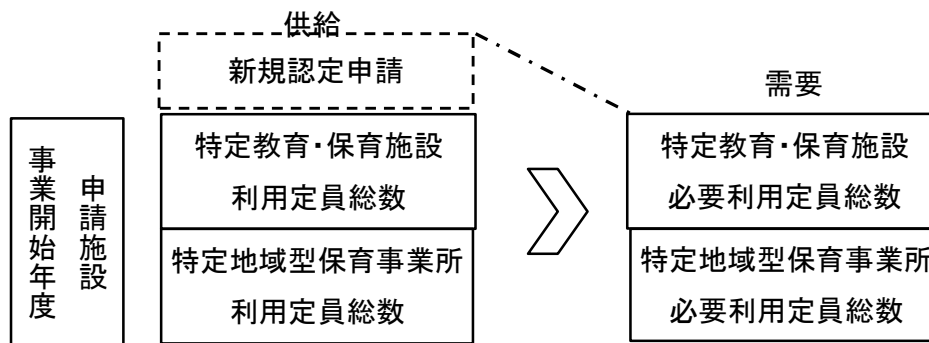 供給
新規認定申請
需要
申請施設
事業開始年度
特定教育・保育施設
利用定員総数
特定地域型保育事業所
利用定員総数
特定教育・保育施設
必要利用定員総数
特定地域型保育事業所
必要利用定員総数